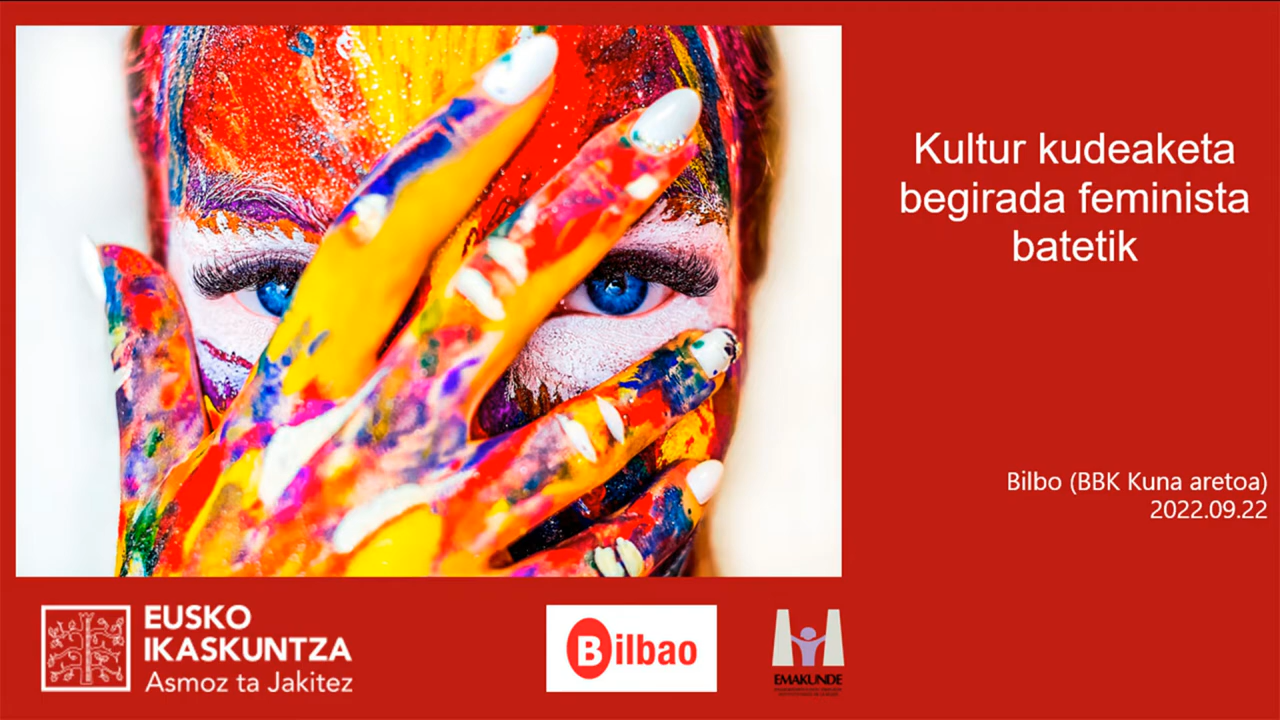 Kultur kudeaketa
begirada feminista
batetik
Bilbo (BBK Kuna aretoa)
2022.09.22
EUSKO
IKASKUNTZA
Asmoz ta Jakitez
Bilbao
EMAKUNDE